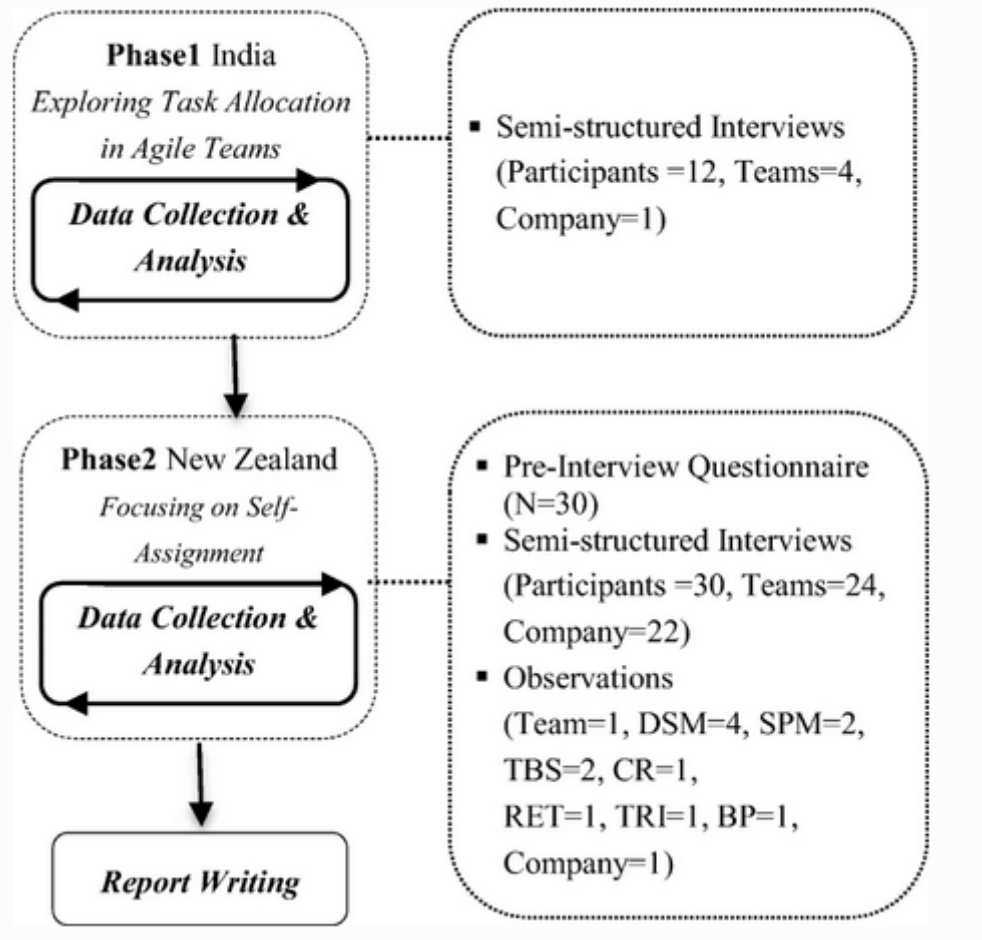 Phase1 India
Exploring Task Allocation
in Agile Teams
Data Collection &
Analysis
▪ Semi-structured Interviews
(Participants =12, Teams=4,
Company=1)
Phase2 New Zealand
Focusing on Self-
Assignment
Data Collection &
Analysis
▪ Pre-Interview Questionnaire
(N=30)
▪ Semi-structured Interviews
(Participants =30, Teams=24,
Company=22)
▪ Observations
(Team=1, DSM=4, SPM=2,
TBS=2, CR=1,
RET=1, TRI=1, BP=1,
Company=1)
Report Writing